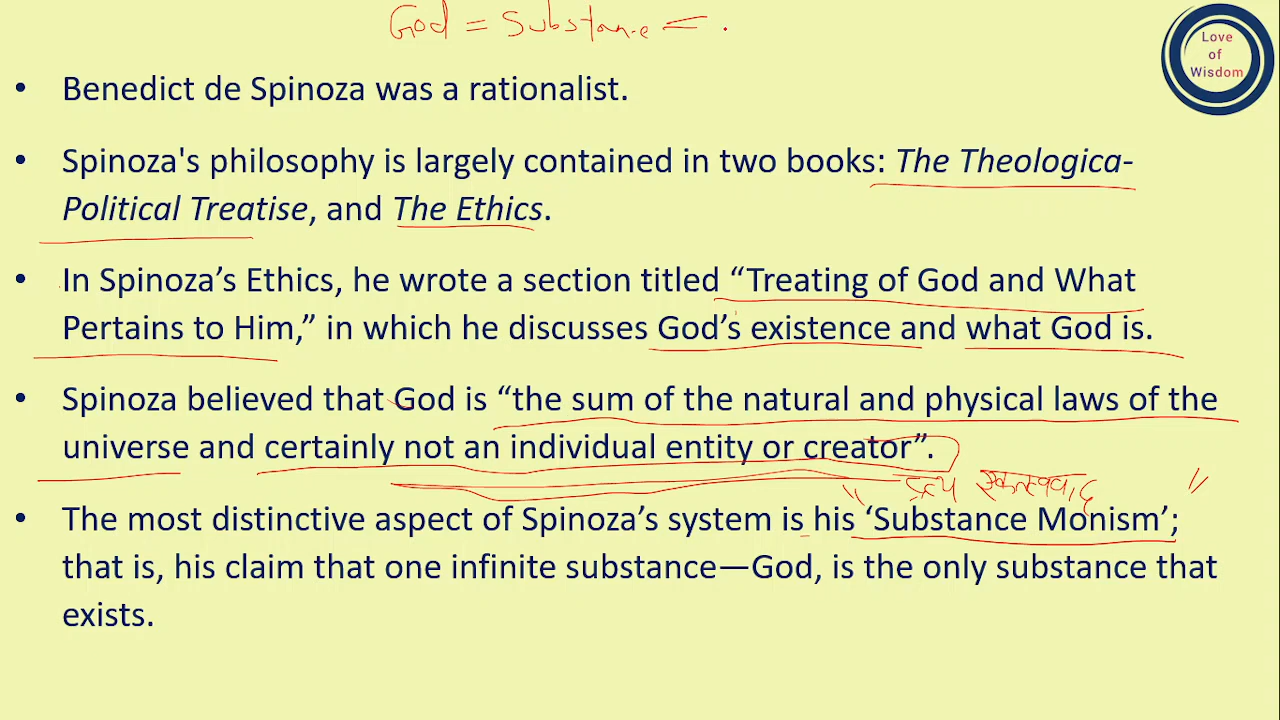 God = Substance = .
Love
of
Wisdom
• Benedict de Spinoza was a rationalist.
• Spinoza's philosophy is largely contained in two books: The Theologica-
Political Treatise, and The Ethics.
• In Spinoza’s Ethics, he wrote a section titled “Treating of God and What
Pertains to Him,” in which he discusses God’s existence and what God is.
• Spinoza believed that God is “the sum of the natural and physical laws of the
universe and certainly not an individual entity or creator”.
" द्रव्य एकत्ववाद "
• The most distinctive aspect of Spinoza’s system is his ‘Substance Monism’;
that is, his claim that one infinite substance—God, is the only substance that
exists.